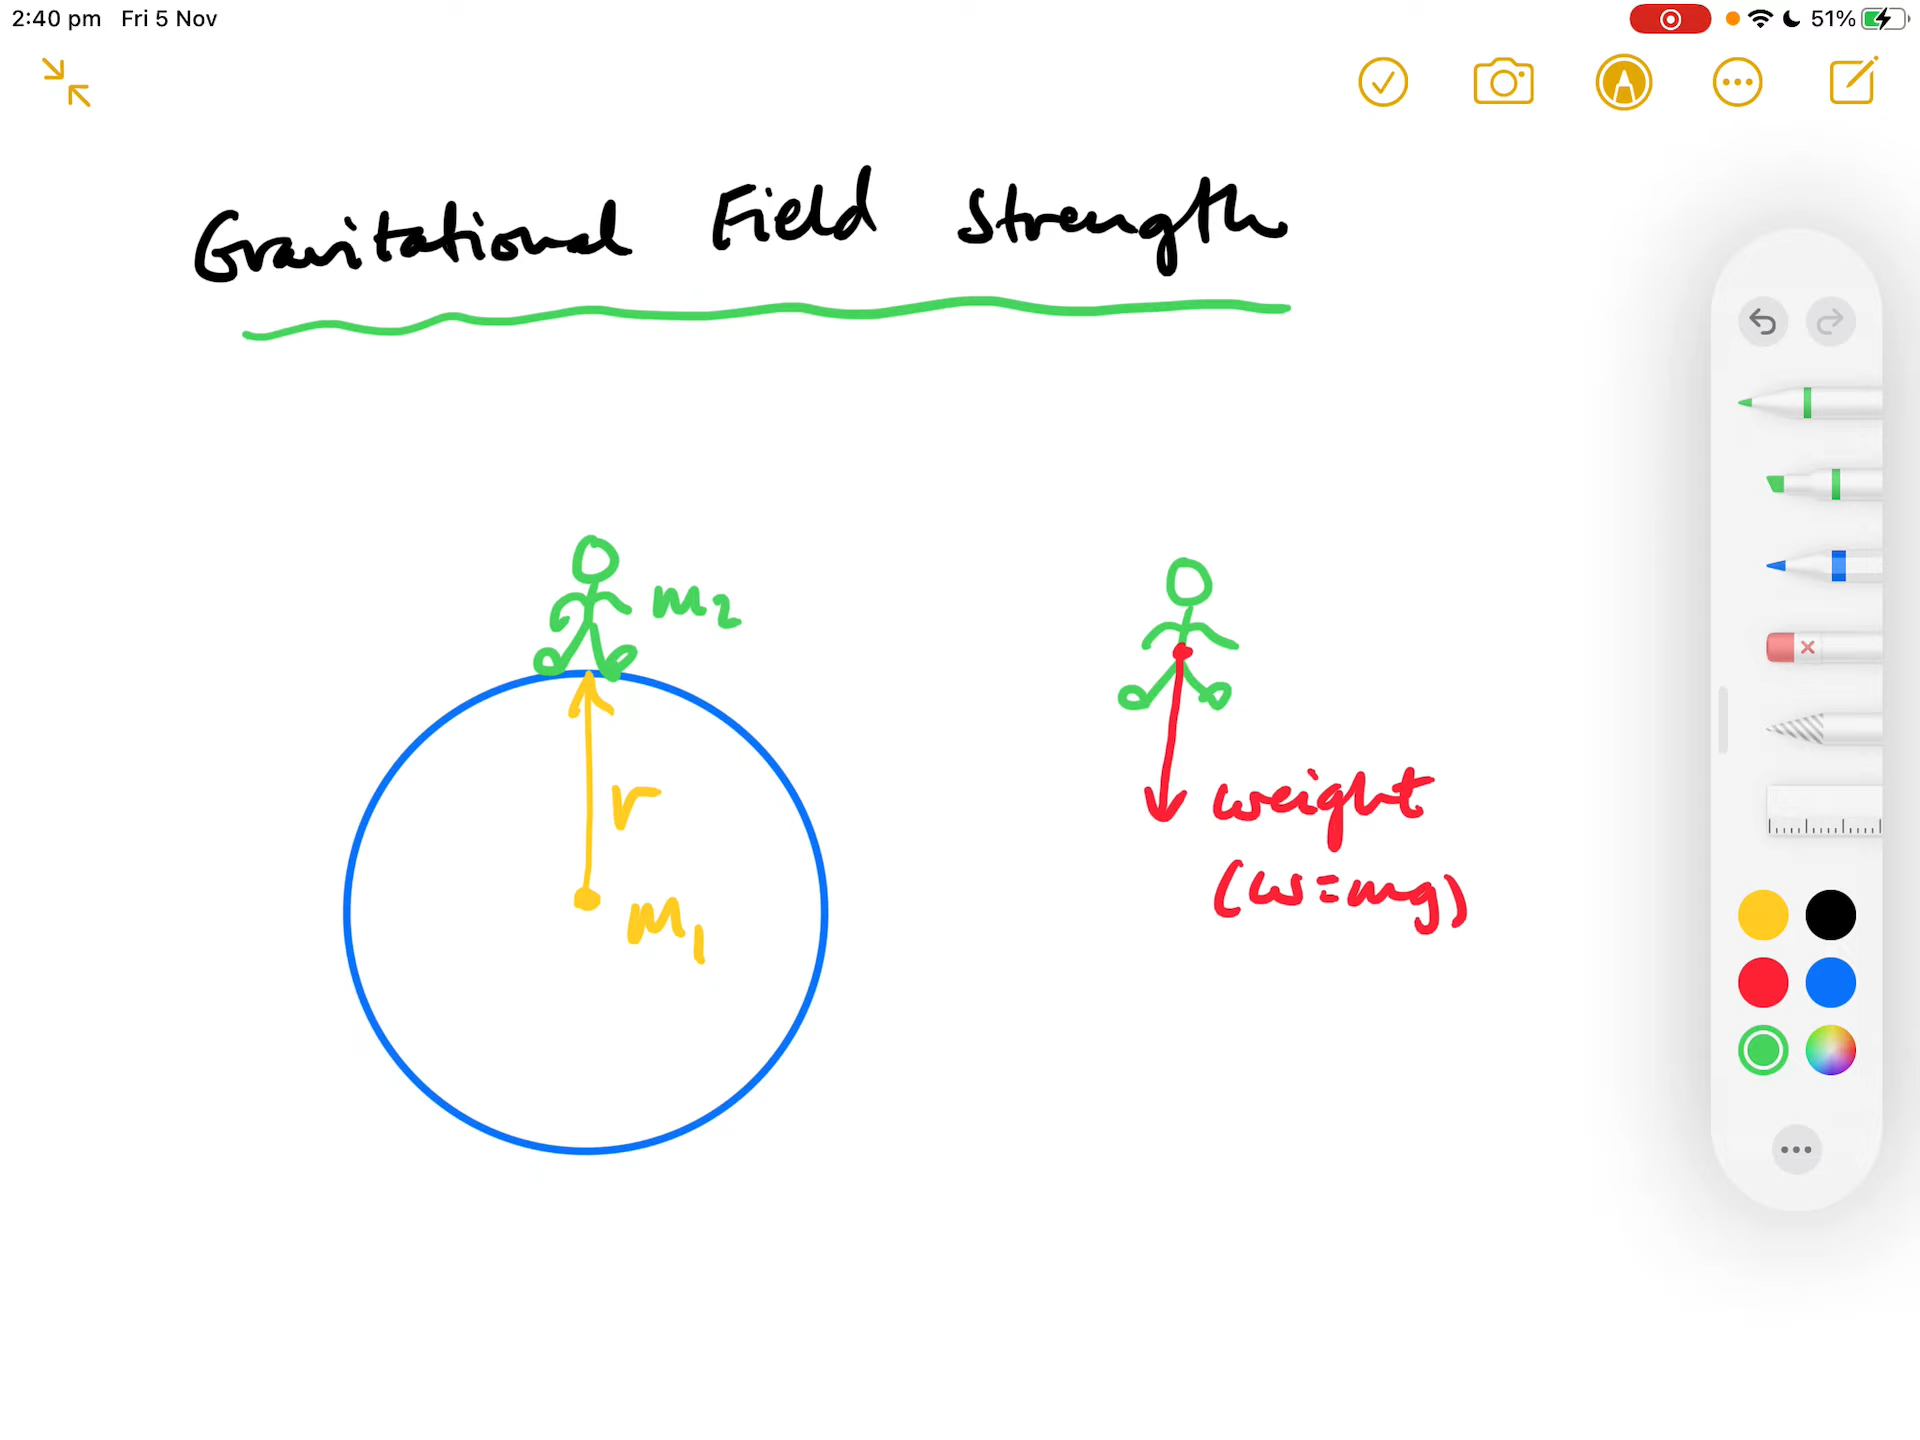 2:40 pm Fri 5 Nov
51%
Gravitational Field Strength
m2
r
m1
weight
(w=mg)